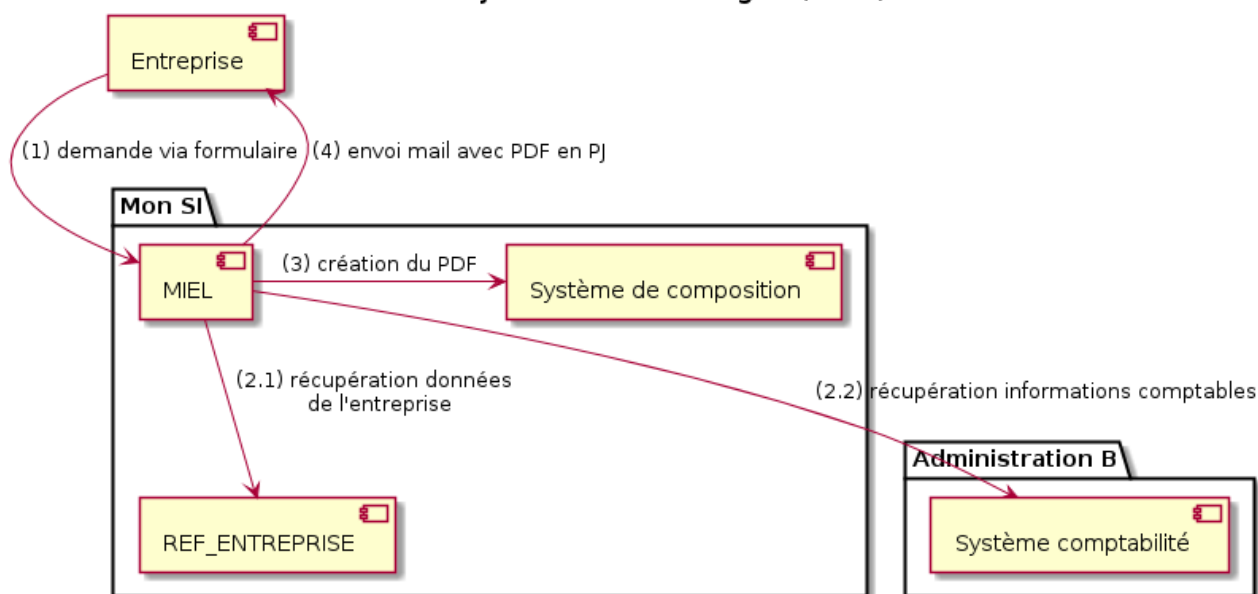 Entreprise
(1) demande via formulaire
(4) envoi mail avec PDF en PJ
Mon SI
MIEL
(3) création du PDF
Système de composition
(2.1) récupération données
de l'entreprise
(2.2) récupération informations comptables
Administration B
REF_ENTREPRISE
Système comptabilité